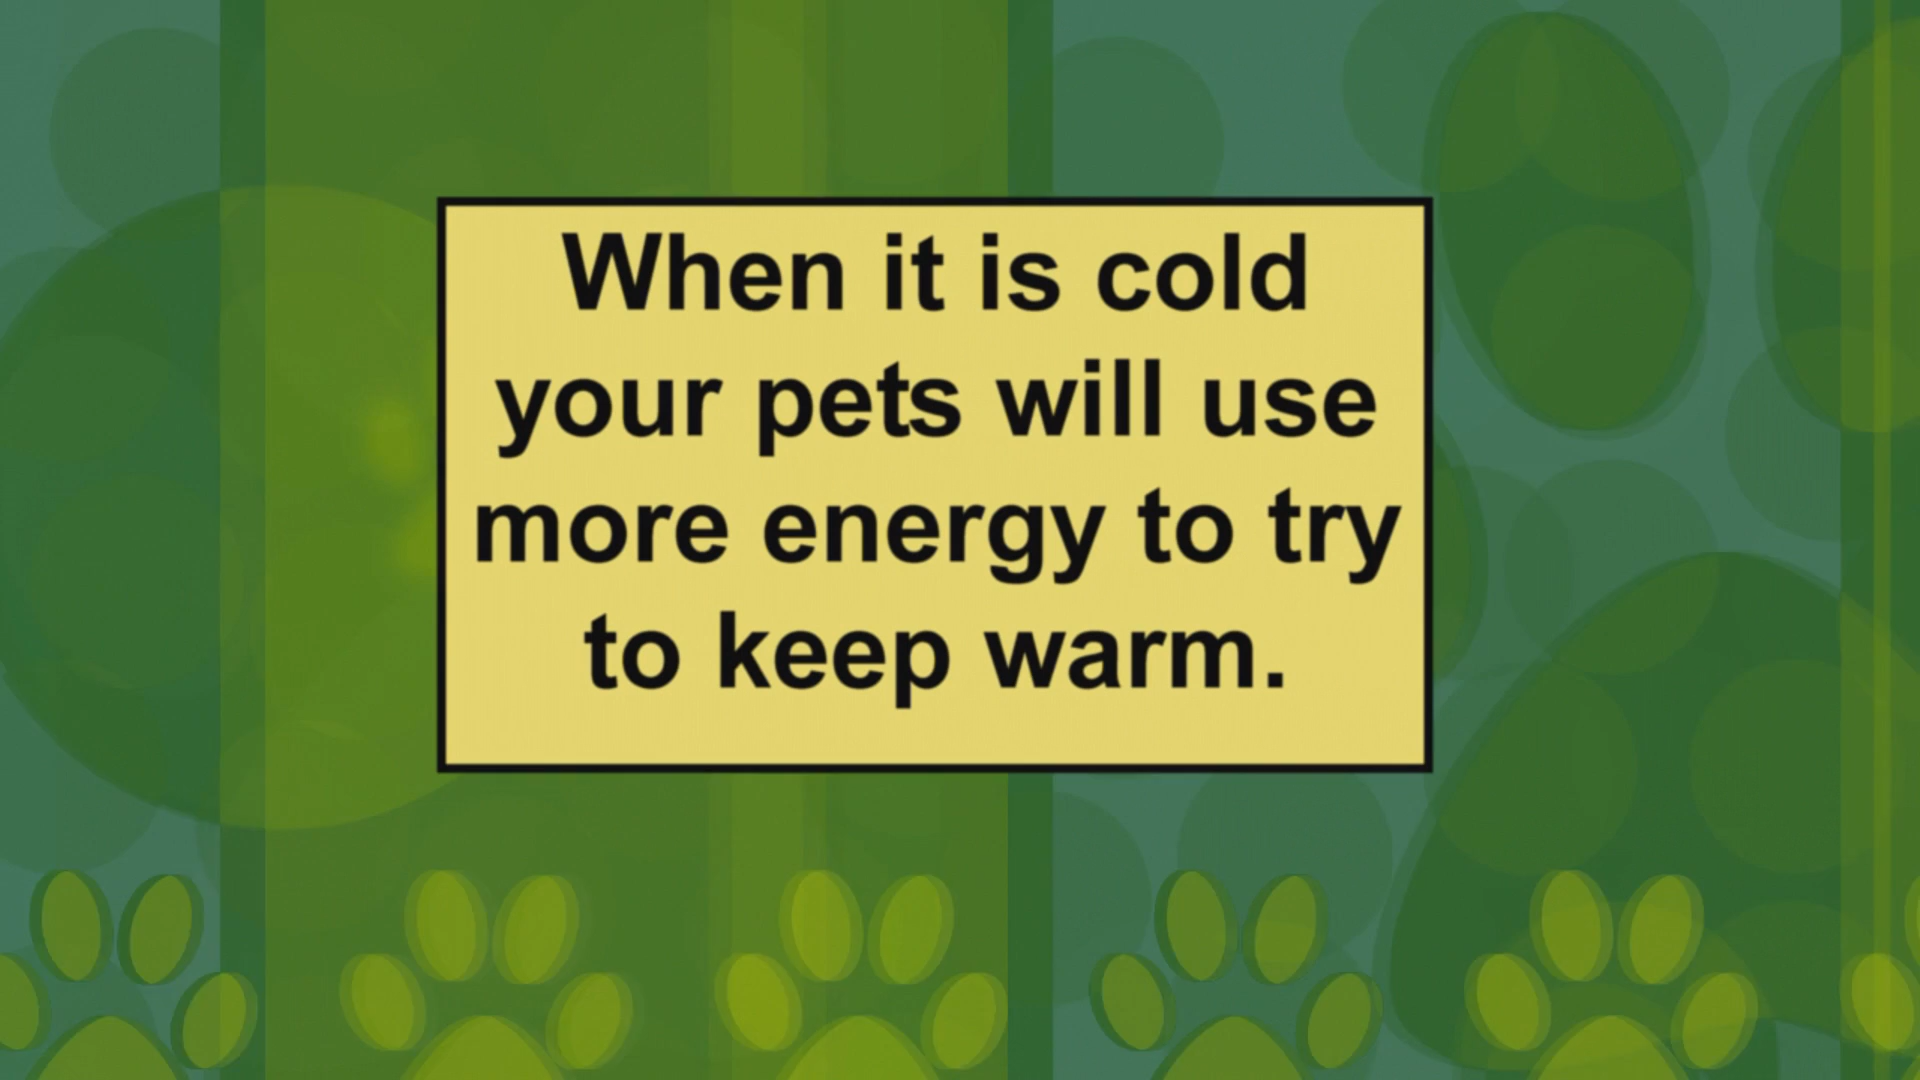 When it is cold
your pets will use
more energy to try
to keep warm.